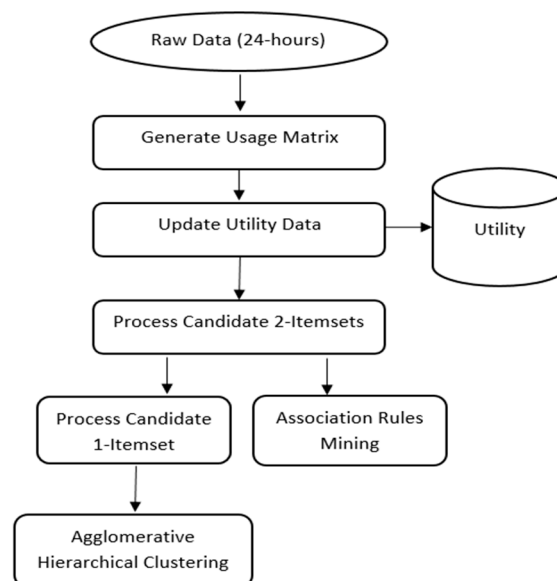 Raw Data (24-hours)
Generate Usage Matrix
Update Utility Data
Utility
Process Candidate 2-Itemsets
Process Candidate
1-Itemset
Association Rules
Mining
Agglomerative
Hierarchical Clustering